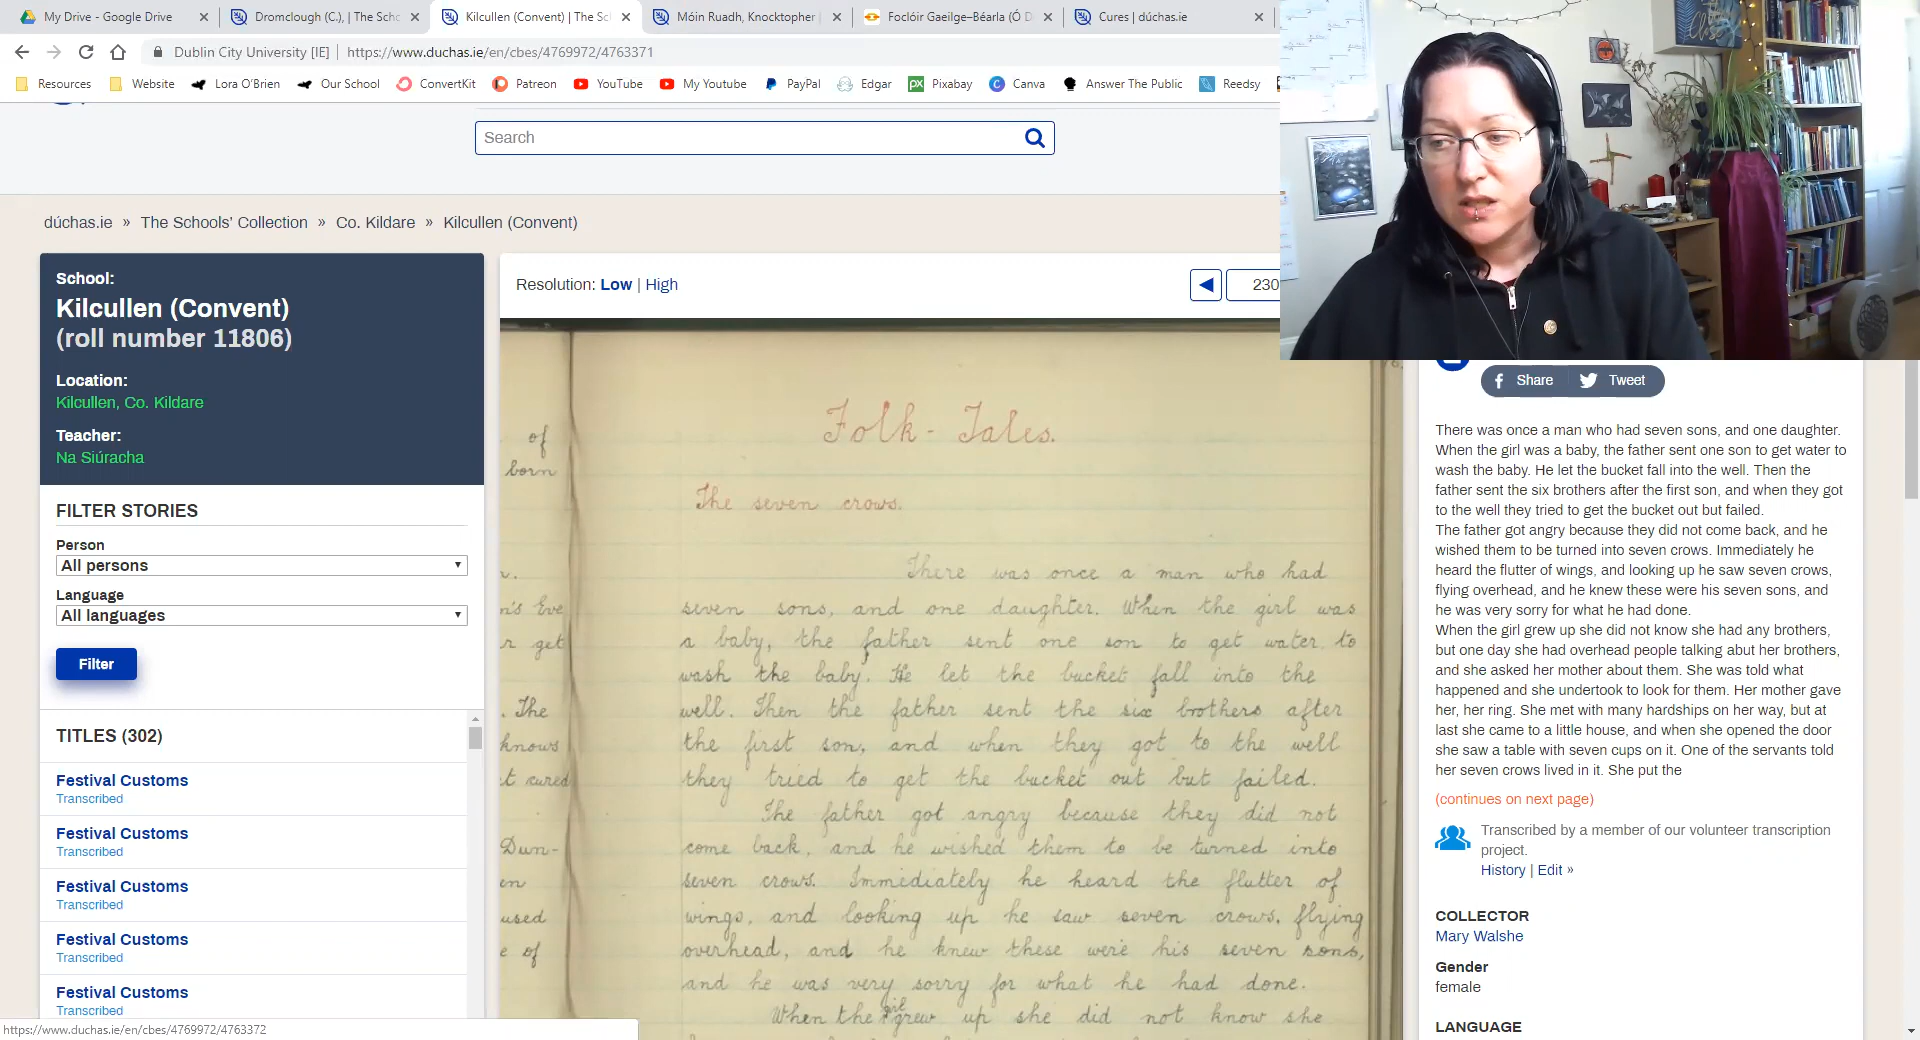 My Drive - Google Drive
Dromclough (C.), | The Scho
Kilcullen (Convent) | The Sc
Móin Ruadh, Knocktopher |
Foclóir Gaeilge–Béarla (Ó D
Cures | dúchas.ie
Dublin City University [IE] | https://www.duchas.ie/en/cbes/4769972/4763371
Resources
Website
Lora O'Brien
Our School
ConvertKit
Patreon
YouTube
My Youtube
PayPal
Edgar
Pixabay
Canva
Answer The Public
Reedsy
Search
dúchas.ie » The Schools' Collection » Co. Kildare » Kilcullen (Convent)
School:
Kilcullen (Convent)
(roll number 11806)
Location:
Kilcullen, Co. Kildare
Teacher:
Na Siúracha
FILTER STORIES
Person
All persons
Language
All languages
Filter
TITLES (302)
Festival Customs
Transcribed
Festival Customs
Transcribed
Festival Customs
Transcribed
Festival Customs
Transcribed
Festival Customs
Transcribed
https://www.duchas.ie/en/cbes/4769972/4763372
Resolution: Low | High
230
of
born
n's Eve
r get
. The
knows
t cured
Dun-
en
used
e of
Folk - Tales.
The seven crows.
There was once a man who had
seven sons, and one daughter. When the girl was
a baby, the father sent one son to get water to
wash the baby. He let the bucket fall into the
well. Then the father sent the six brothers after
the first son, and when they got to the well
they tried to get the bucket out but failed.
The father got angry because they did not
come back, and he wished them to be turned into
seven crows. Immediately he heard the flutter of
wings, and looking up he saw seven crows, flying
overhead, and he knew these were his seven sons,
and he was very sorry for what he had done.
When the girl grew up she did not know she
Share
Tweet
There was once a man who had seven sons, and one daughter.
When the girl was a baby, the father sent one son to get water to
wash the baby. He let the bucket fall into the well. Then the
father sent the six brothers after the first son, and when they got
to the well they tried to get the bucket out but failed.
The father got angry because they did not come back, and he
wished them to be turned into seven crows. Immediately he
heard the flutter of wings, and looking up he saw seven crows,
flying overhead, and he knew these were his seven sons, and
he was very sorry for what he had done.
When the girl grew up she did not know she had any brothers,
but one day she had overhead people talking abut her brothers,
and she asked her mother about them. She was told what
happened and she undertook to look for them. Her mother gave
her, her ring. She met with many hardships on her way, but at
last she came to a little house, and when she opened the door
she saw a table with seven cups on it. One of the servants told
her seven crows lived in it. She put the
(continues on next page)
Transcribed by a member of our volunteer transcription
project.
History | Edit »
COLLECTOR
Mary Walshe
Gender
female
LANGUAGE